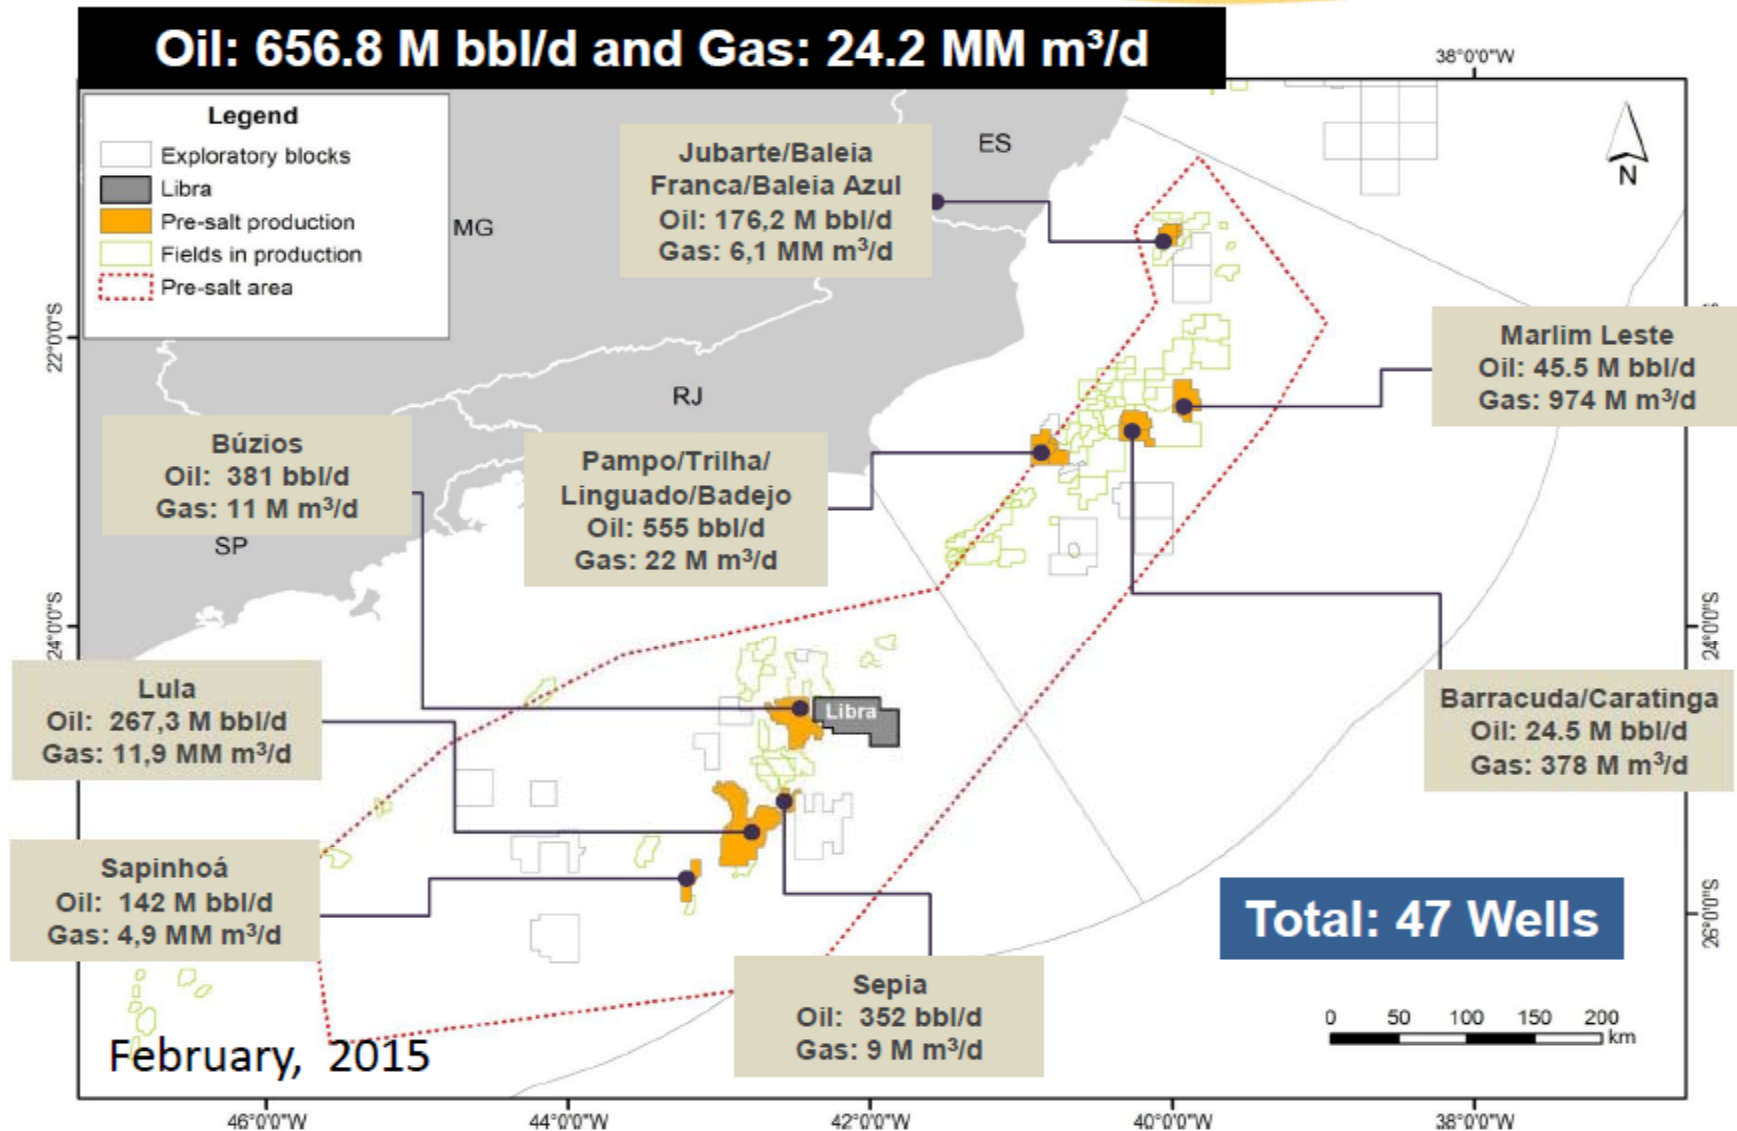 Oil: 656.8 M bbl/d and Gas: 24.2 MM m³/d
38°0'0"W
Legend
Exploratory blocks
Libra
Pre-salt production
Fields in production
Pre-salt area
N
ES
MG
RJ
SP
Jubarte/Baleia
Franca/Baleia Azul
Oil: 176,2 M bbl/d
Gas: 6,1 MM m³/d
22°0'0"S
Marlim Leste
Oil: 45.5 M bbl/d
Gas: 974 M m³/d
Búzios
Oil: 381 bbl/d
Gas: 11 M m³/d
Pampo/Trilha/
Linguado/Badejo
Oil: 555 bbl/d
Gas: 22 M m³/d
24°0'0"S
24°0'0"S
Lula
Oil: 267,3 M bbl/d
Gas: 11,9 MM m³/d
Libra
Barracuda/Caratinga
Oil: 24.5 M bbl/d
Gas: 378 M m³/d
Sapinhoá
Oil: 142 M bbl/d
Gas: 4,9 MM m³/d
Total: 47 Wells
26°0'0"S
Sepia
Oil: 352 bbl/d
Gas: 9 M m³/d
0 50 100 150 200
km
February, 2015
46°0'0"W 44°0'0"W 42°0'0"W 40°0'0"W 38°0'0"W